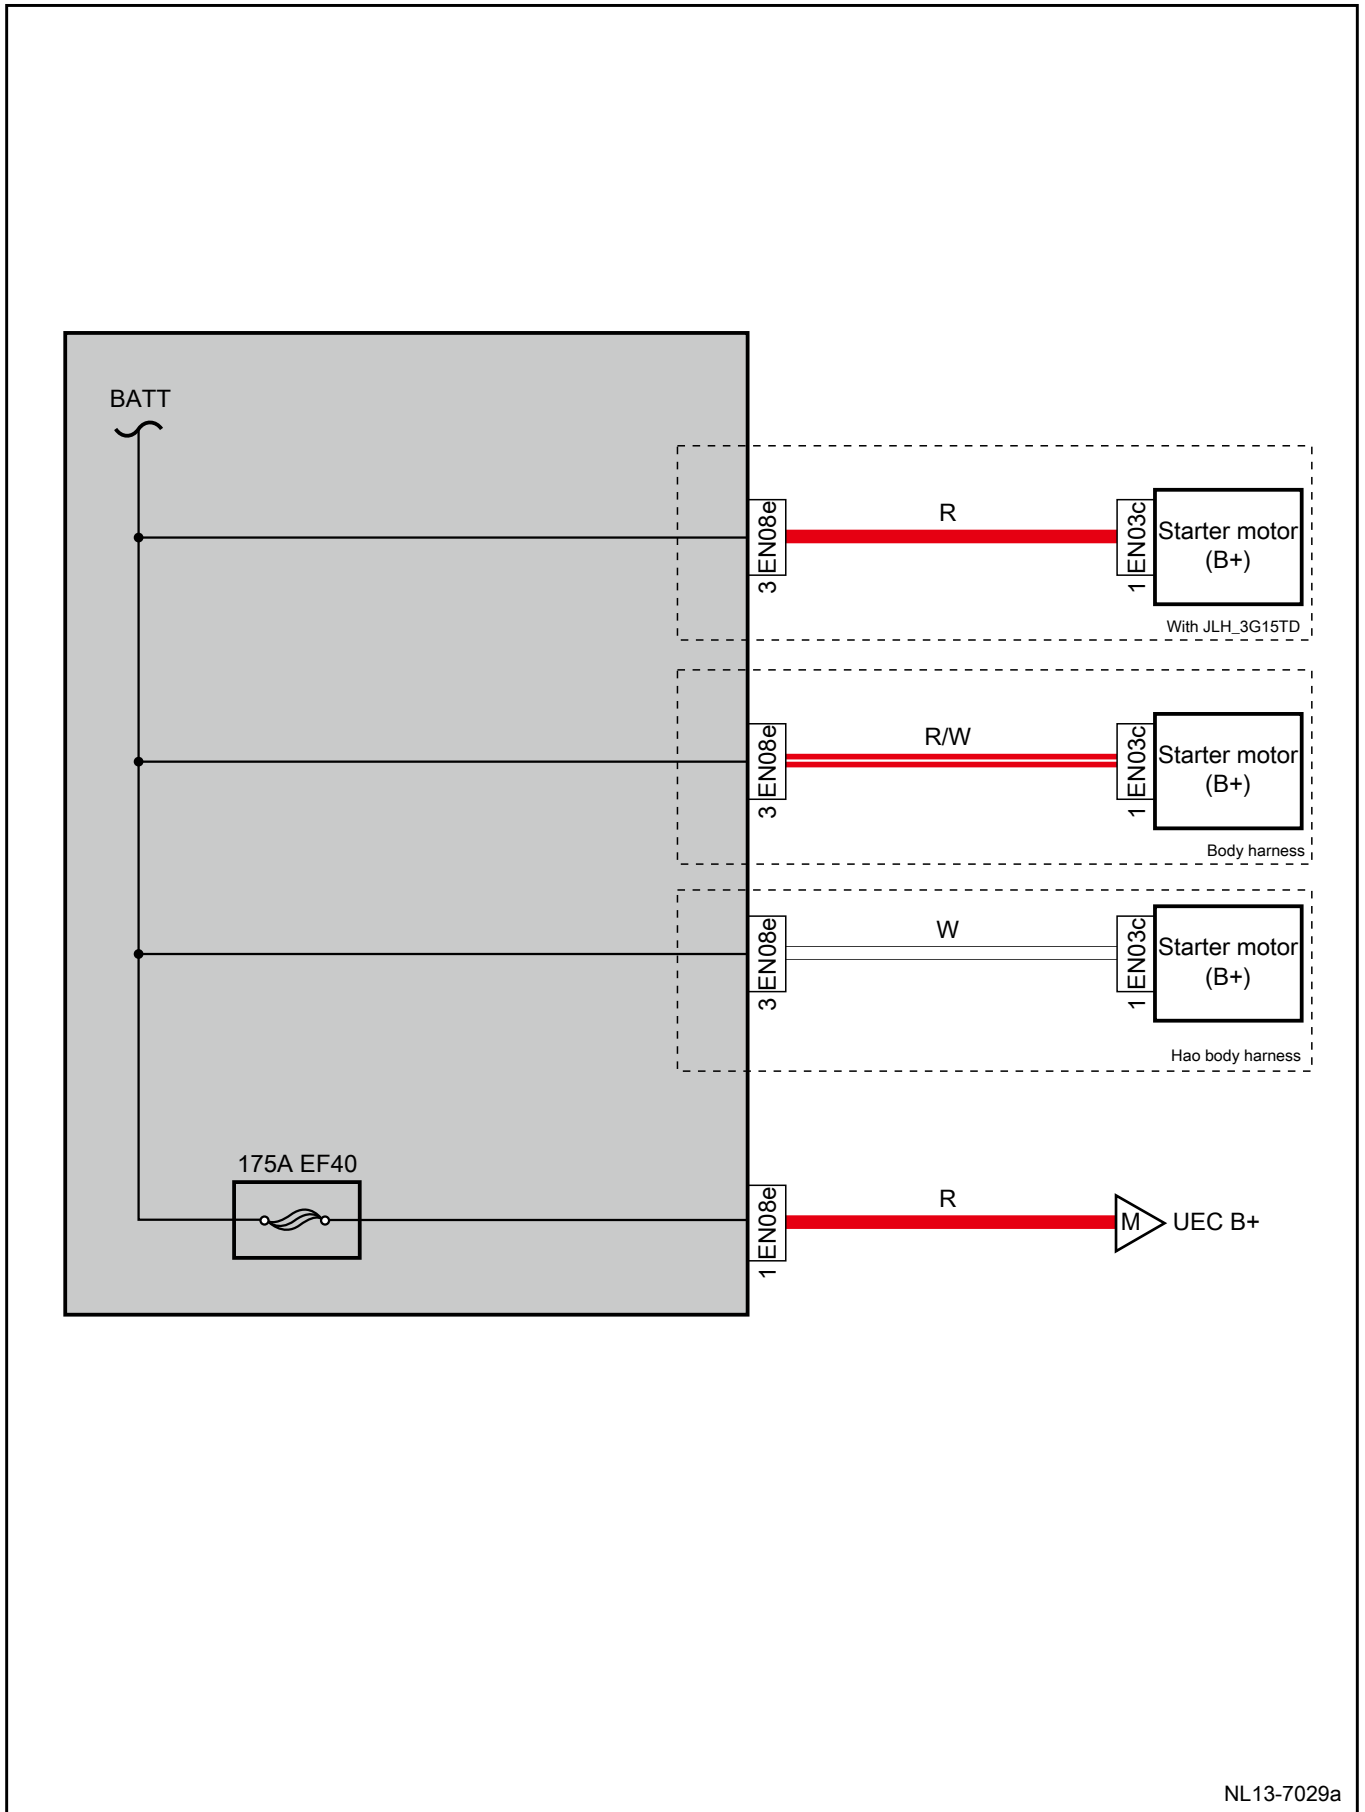 BATT
3 EN08e
R
1 EN03c
Starter motor
(B+)
With JLH_3G15TD
3 EN08e
R/W
1 EN03c
Starter motor
(B+)
Body harness
3 EN08e
W
1 EN03c
Starter motor
(B+)
Hao body harness
175A EF40
1 EN08e
R
M
UEC B+
NL13-7029a